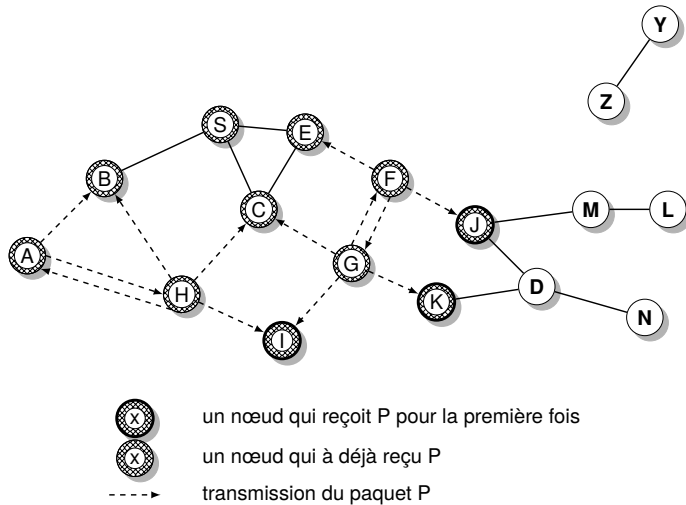 Y
Z
S
E
B
F
C
J
M
L
A
G
H
K
D
N
I
x un nœud qui reçoit P pour la première fois
x un nœud qui à déjà reçu P
transmission du paquet P